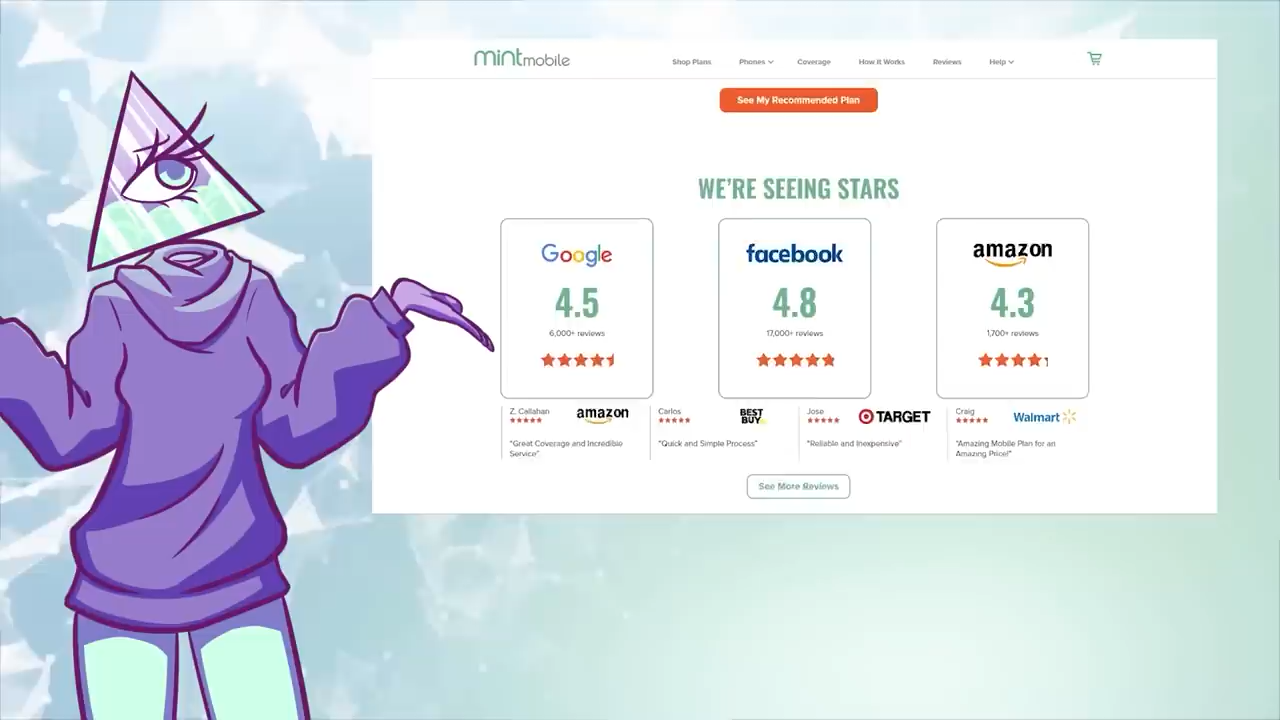 mintmobile
Shop Plans Phones Coverage How It Works Reviews Help
See My Recommended Plan
WE'RE SEEING STARS
Google
4.5
6,000+ reviews
facebook
4.8
17,000+ reviews
amazon
4.3
1,700+ reviews
Z. Callahan
amazon
"Great Coverage and Incredible
Service"
Carlos
BEST
BUY
"Quick and Simple Process"
Jose
TARGET
"Reliable and Inexpensive"
Craig
Walmart
"Amazing Mobile Plan for an
Amazing Price!"
See More Reviews